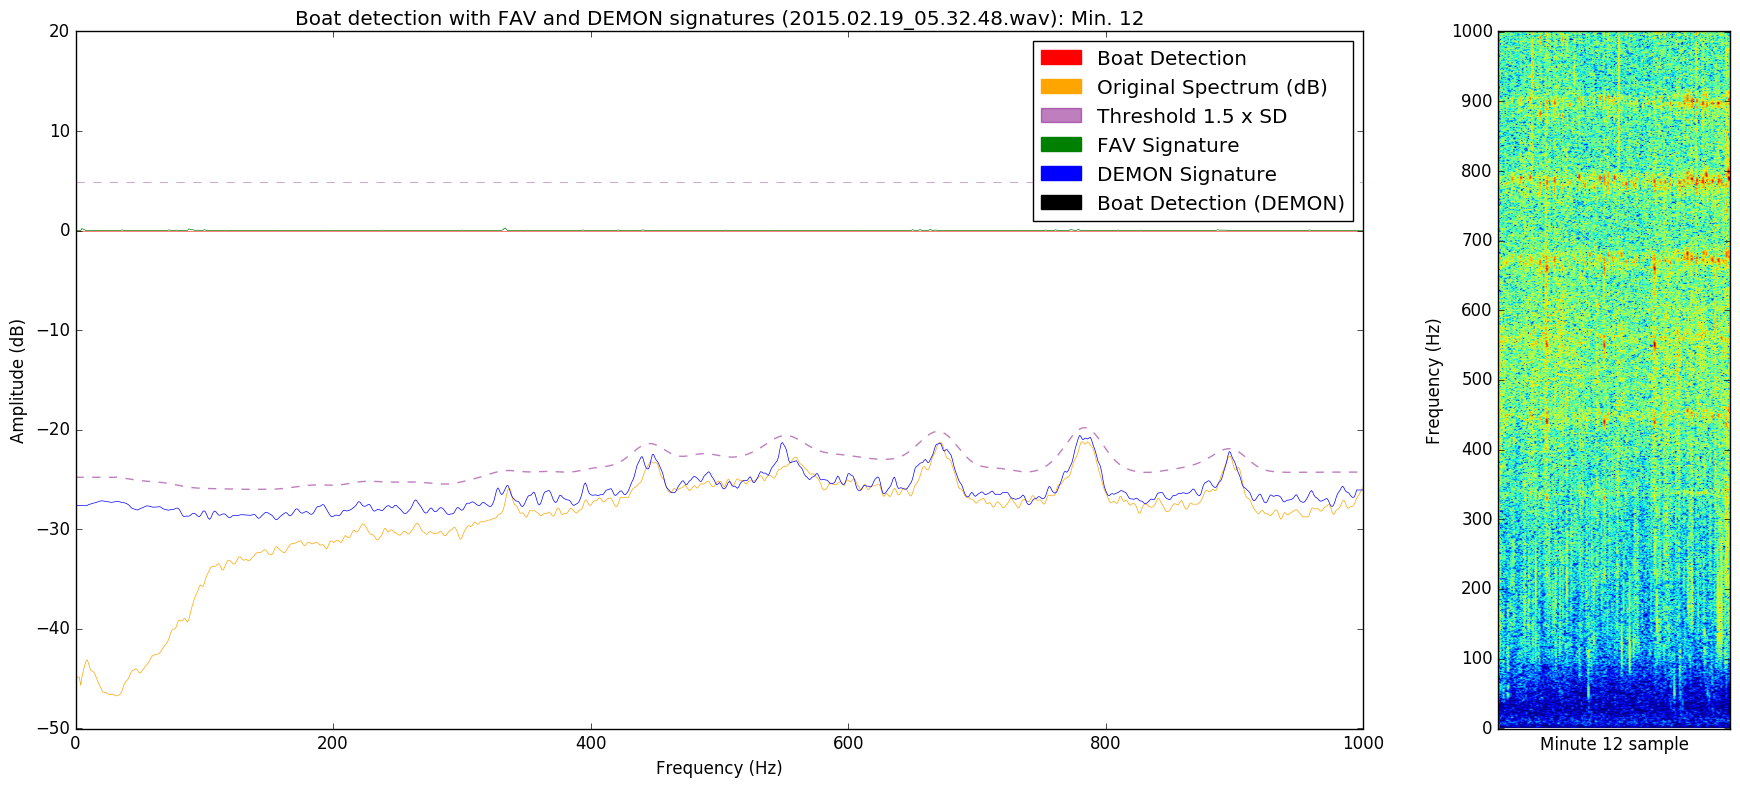 Boat detection with FAV and DEMON signatures (2015.02.19_05.32.48.wav): Min. 12
20
10
0
−10
−20
−30
−40
−50
Amplitude (dB)
0
200
400
600
800
1000
Frequency (Hz)
Boat Detection
Original Spectrum (dB)
Threshold 1.5 x SD
FAV Signature
DEMON Signature
Boat Detection (DEMON)
1000
900
800
700
600
500
400
300
200
100
0
Frequency (Hz)
Minute 12 sample